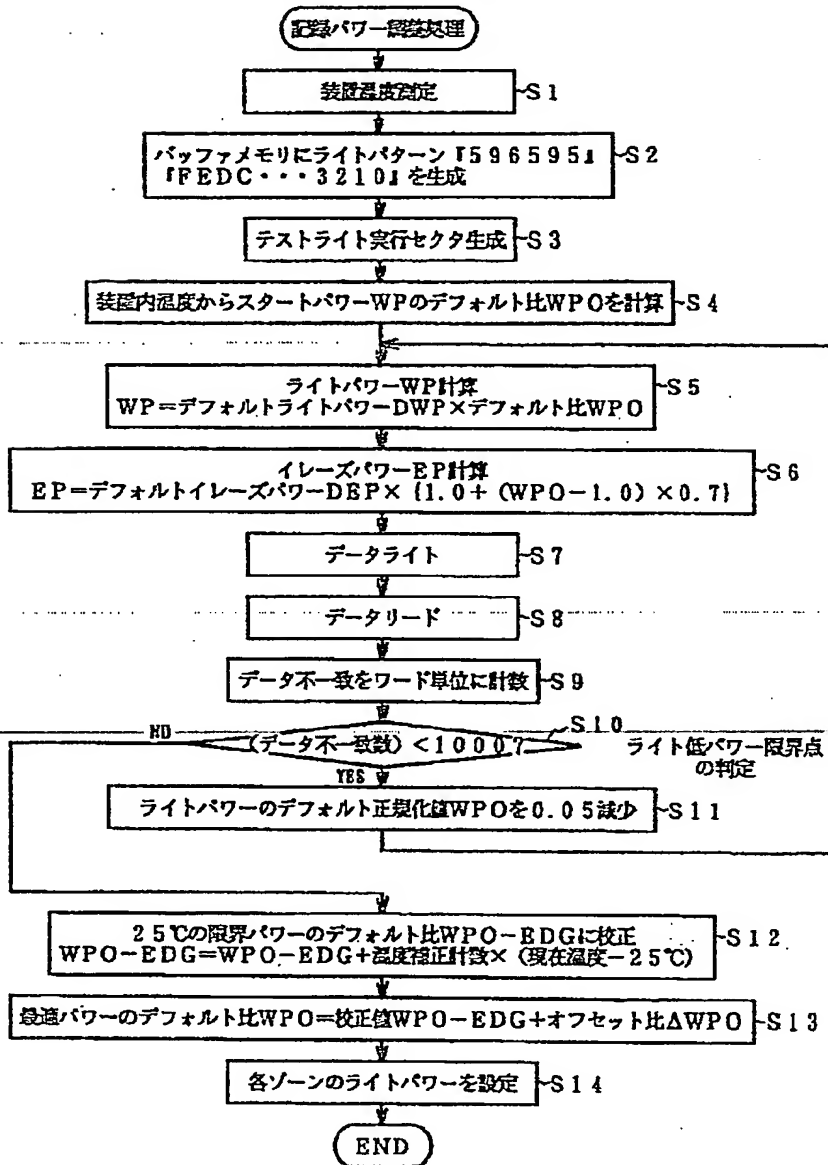 記録パワー調整処理
装置温度測定
S1
バッファメモリにライトパターン『596595』
『FEDC・・・3210』を生成
S2
テストライト実行セクタ生成
S3
装置内温度からスタートパワーWPのデフォルト比WPOを計算
S4
ライトパワーWP計算
WP=デフォルトライトパワーDWP×デフォルト比WPO
S5
イレーズパワーEP計算
EP=デフォルトイレーズパワーDEP×{1.0+(WPO-1.0)×0.7}
S6
データライト
S7
データリード
S8
データ不一致をワード単位に計数
S9
NO
(データ不一致数)<1000?
S10
ライト低パワー限界点
の判定
YES
ライトパワーのデフォルト正規化値WPOを0.05減少
S11
25℃の限界パワーのデフォルト比WPO-EDGに校正
WPO-EDG=WPO-EDG+温度補正計数×(現在温度-25℃)
S12
最適パワーのデフォルト比WPO=校正値WPO-EDG+オフセット比ΔWPO
S13
各ゾーンのライトパワーを設定
S14
END